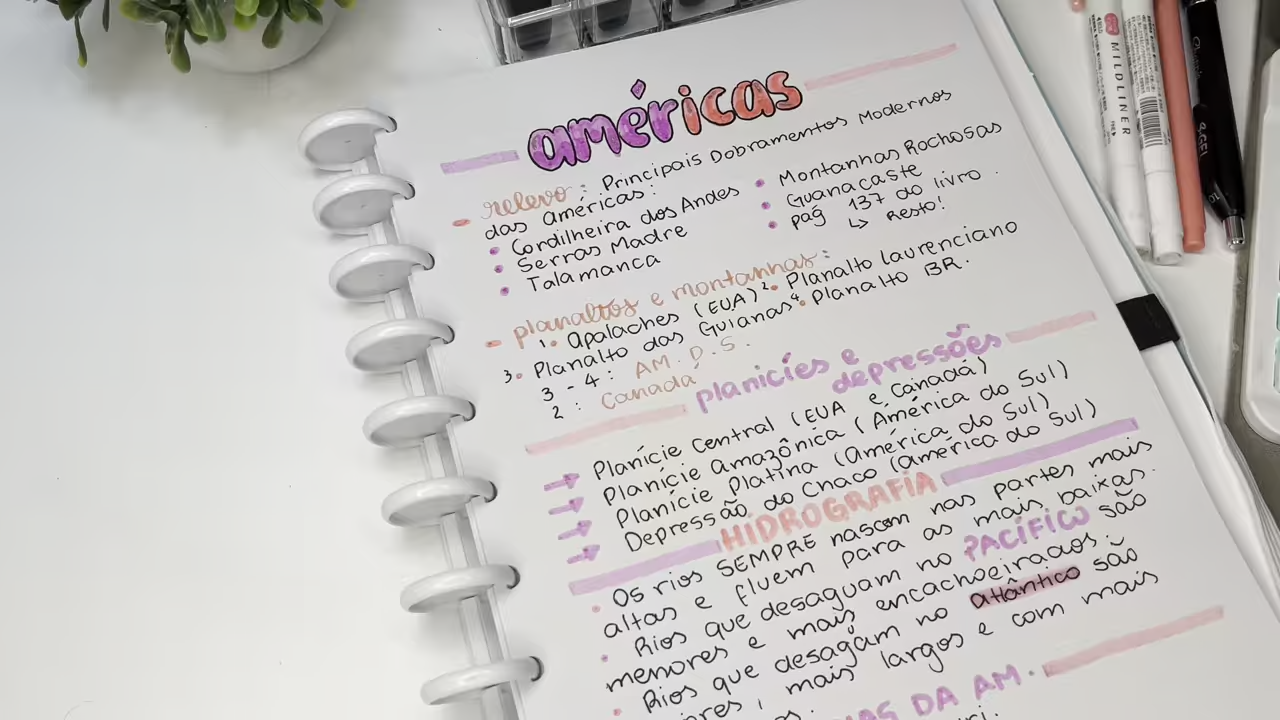 américas
relevo: Principais Dobramentos Modernos
das américas:
• Cordilheira dos Andes
• Serras Madre
• Talamanca
• Montanhas Rochosas
• Guanacaste
• pág 137 do livro.
↳ Resto!
planaltos e montanhas:
1. Apalaches (EUA) 2. Planalto Laurenciano
3. Planalto das Guianas 4. Planalto BR.
3-4: AM. D. S.
2: Canadá
planicíes e
depressões
→ Planície Central (EUA e Canadá)
→ Planície amazônica (América do Sul)
→ Planície Platina (América do Sul)
→ Depressão do Chaco (américa do Sul)
HIDROGRAFIA
• Os rios SEMPRE nascem nas partes mais
altas e fluem para as mais baixas.
• Rios que desaguam no PACÍFICO são
menores e mais encachoeirados.
• Rios que desagúam no atlântico são
mais largos e com mais
DA AM.
MILDLINER